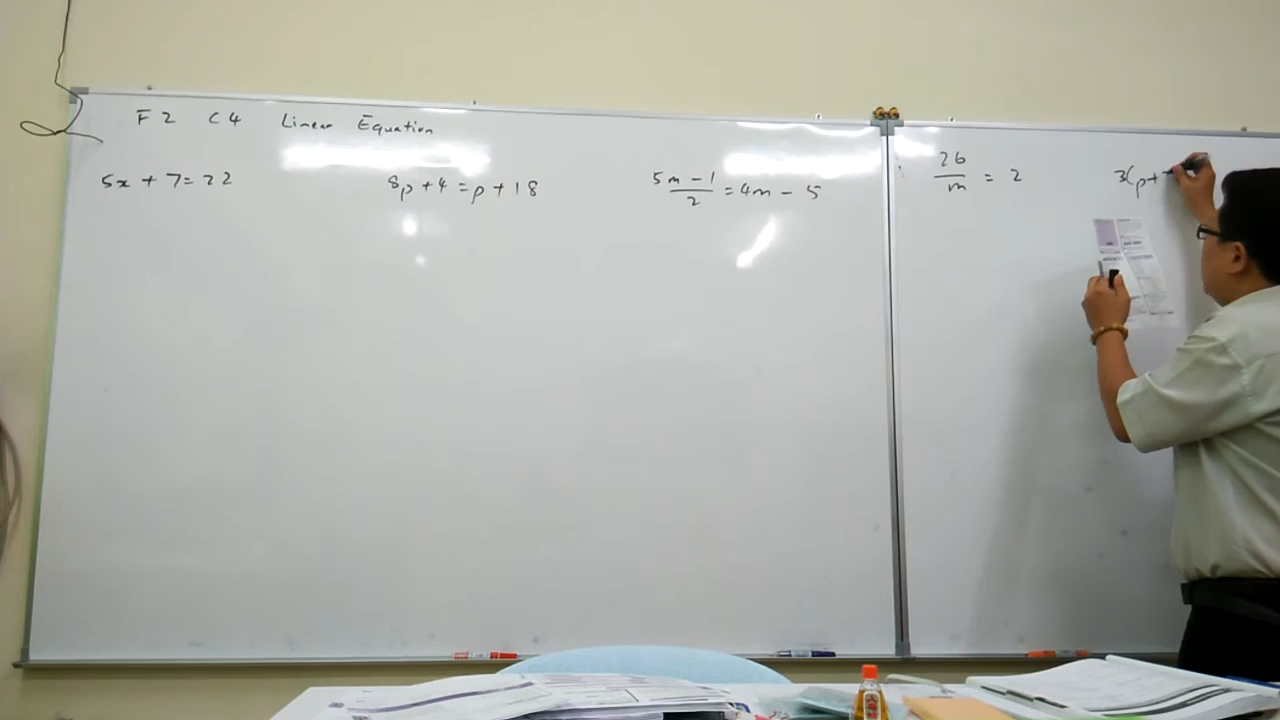 F2 C4 Linear Equation
5x + 7 = 22
8p + 4 = p + 18
5m - 1 / 2 = 4m - 5
26 / m = 2
3(p+